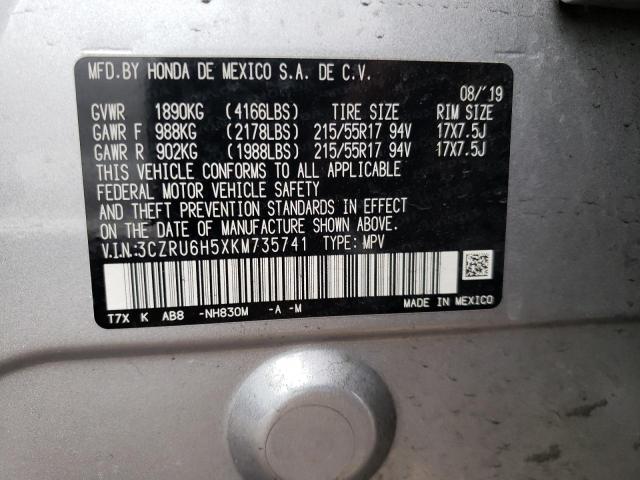 MFD.BY HONDA DE MEXICO S.A. DE C.V.
08/'19
GVWR 1890KG (4166LBS) TIRE SIZE RIM SIZE
GAWR F 988KG (2178LBS) 215/55R17 94V 17X7.5J
GAWR R 902KG (1988LBS) 215/55R17 94V 17X7.5J
THIS VEHICLE CONFORMS TO ALL APPLICABLE
FEDERAL MOTOR VEHICLE SAFETY
AND THEFT PREVENTION STANDARDS IN EFFECT
ON THE DATE OF MANUFACTURE SHOWN ABOVE.
V.I.N.:3CZRU6H5XKM735741 TYPE: MPV
T7X K AB8 -NH830M -A -M MADE IN MEXICO